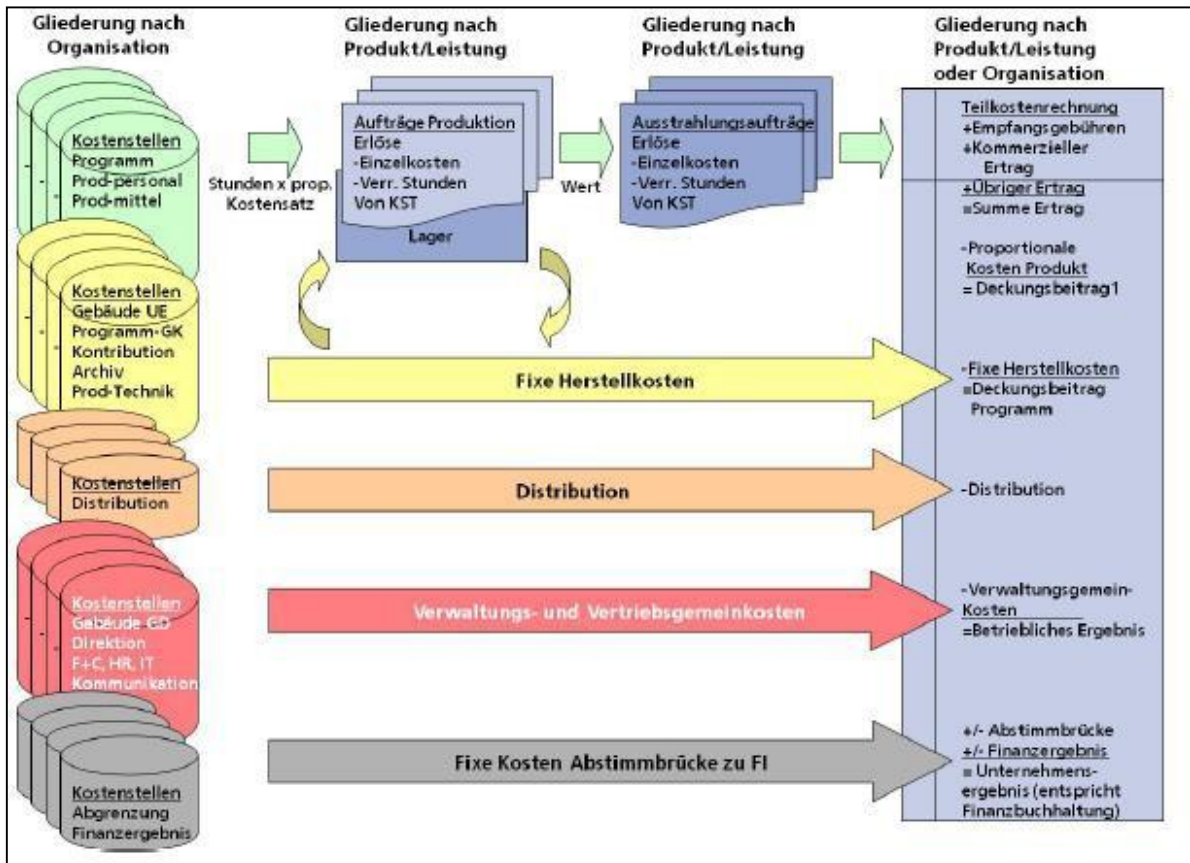 Gliederung nach
Organisation
Gliederung nach
Produkt/Leistung
Gliederung nach
Produkt/Leistung
Gliederung nach
Produkt/Leistung
oder Organisation
Kostenstellen
Programm
Prod-personal
Prod-mittel
Stunden x prop.
Kostensatz
Aufträge Produktion
Erlöse
-Einzelkosten
-Verr. Stunden
Von KST
Lager
Wert
Ausstrahlungsaufträge
Erlöse
-Einzelkosten
-Verr. Stunden
Von KST
Teilkostenrechnung
+Empfangsgebühren
+Kommerzieller
Ertrag
+Übriger Ertrag
=Summe Ertrag
-Proportionale
Kosten Produkt
= Deckungsbeitrag1
Kostenstellen
Gebäude UE
Programm-GK
Kontribution
Archiv
Prod-Technik
Fixe Herstellkosten
-Fixe Herstellkosten
=Deckungsbeitrag
Programm
Kostenstellen
Distribution
Distribution
-Distribution
Kostenstellen
Gebäude GD
Direktion
F+C, HR, IT
Kommunikation
Verwaltungs- und Vertriebsgemeinkosten
-Verwaltungsgemein-
Kosten
=Betriebliches Ergebnis
Kostenstellen
Abgrenzung
Finanzergebnis
Fixe Kosten Abstimmbrücke zu FI
+/- Abstimmbrücke
+/- Finanzergebnis
= Unternehmens-
ergebnis (entspricht
Finanzbuchhaltung)